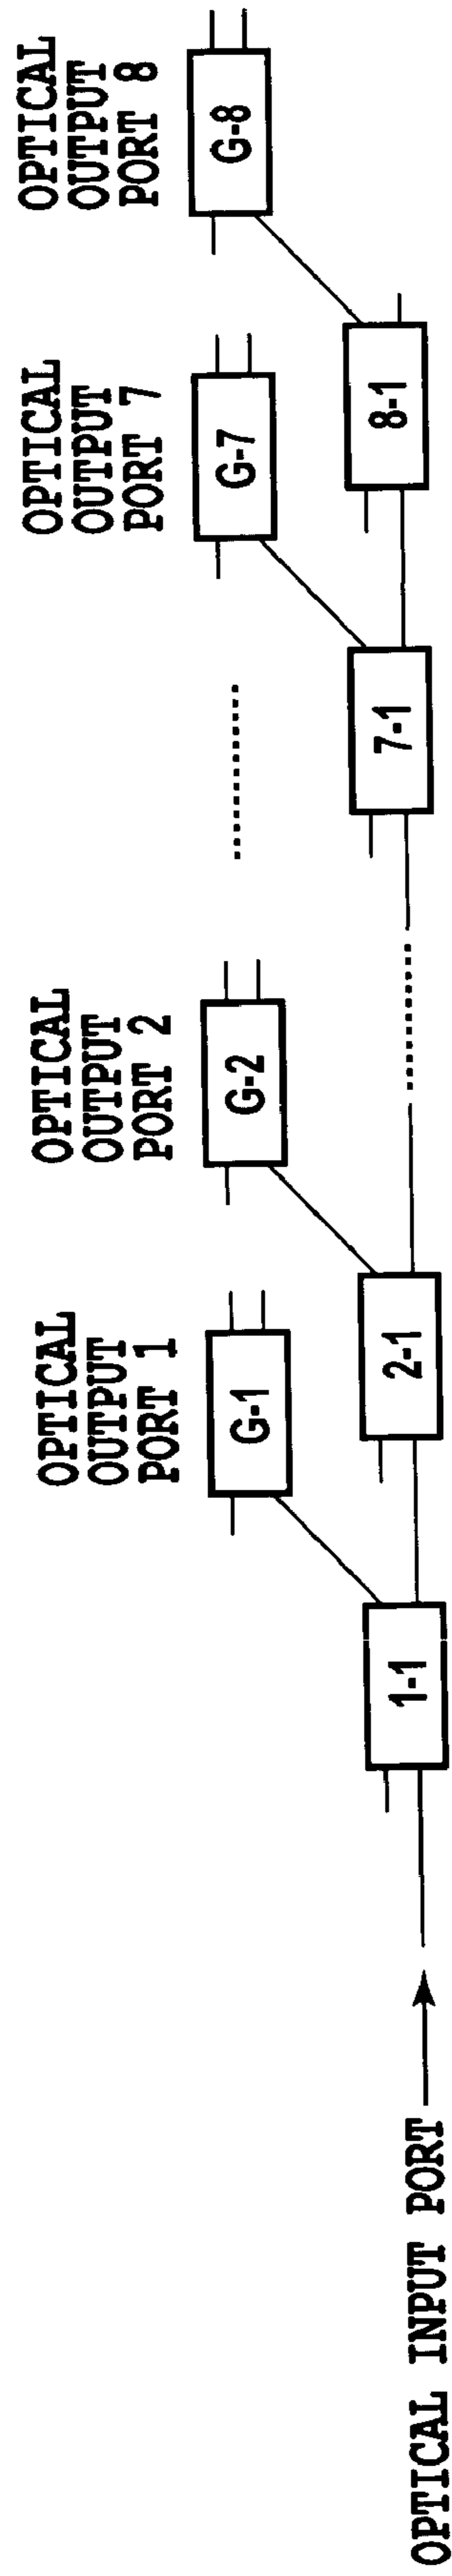 OPTICAL
OUTPUT
PORT 1
OPTICAL
OUTPUT
PORT 2
OPTICAL
OUTPUT
PORT 7
OPTICAL
OUTPUT
PORT 8
G-1
G-2
G-7
G-8
OPTICAL INPUT PORT
1-1
2-1
7-1
8-1